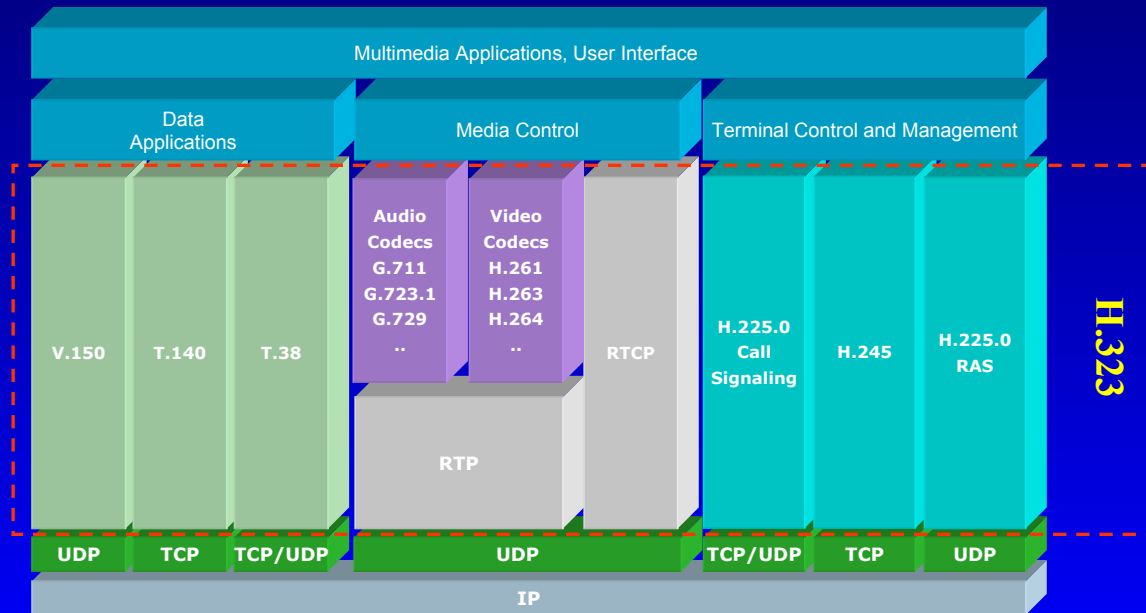 Multimedia Applications, User Interface
Data
Applications
Media Control
Terminal Control and Management
V.150
T.140
T.38
Audio
Codecs
G.711
G.723.1
G.729
..
Video
Codecs
H.261
H.263
H.264
..
RTP
RTCP
H.225.0
Call
Signaling
H.245
H.225.0
RAS
H.323
UDP
TCP
TCP/UDP
UDP
TCP/UDP
TCP
UDP
IP